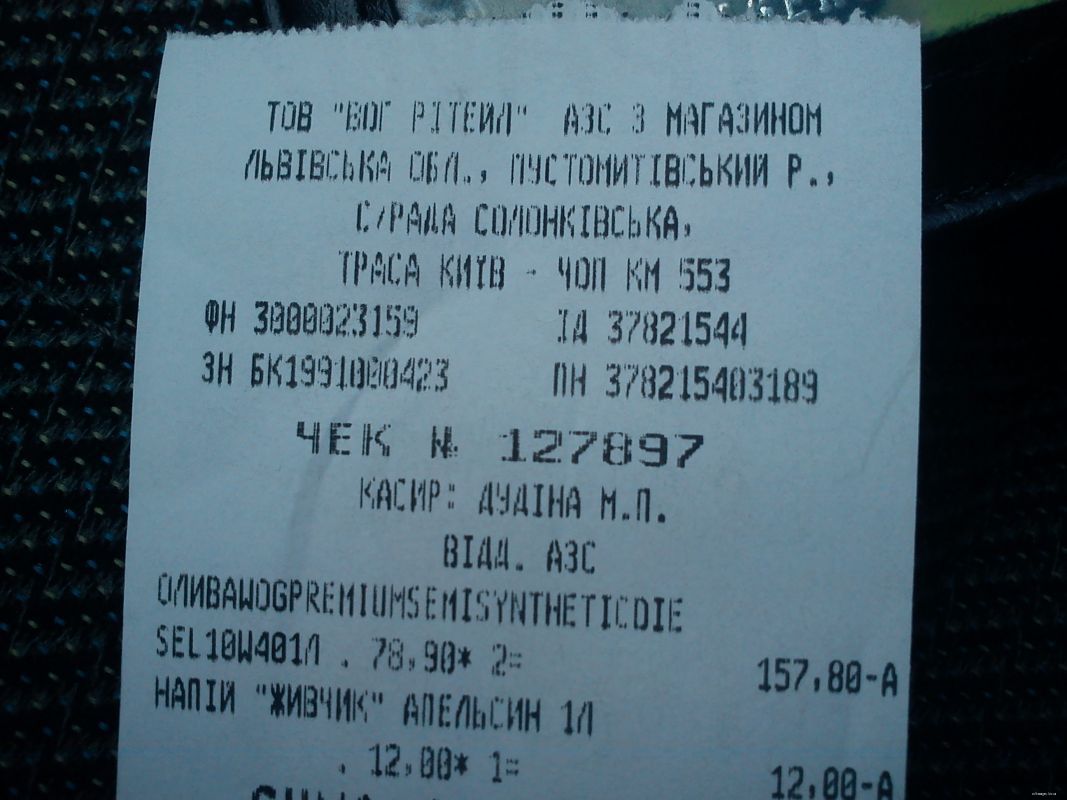 ТОВ "ВОГ РІТЕЙЛ" АЗС З МАГАЗИНОМ
ЛЬВІВСЬКА ОБЛ., ПУСТОМИТІВСЬКИЙ Р.,
С/РАДА СОЛОНКІВСЬКА,
ТРАСА КИЇВ - ЧОП КМ 553
ФН 3000023159 ІД 37821544
ЗН БК1991000423 ПН 378215403189
ЧЕК № 127897
КАСИР: ДУДІНА М.П.
ВІДД. АЗС
ОЛИВАWOGPREMIUMSEMISYNTHETICDIE
SEL10W401Л . 78,90* 2= 157,80-А
НАПІЙ "ЖИВЧИК" АПЕЛЬСИН 1Л
. 12,00* 1= 12,00-А